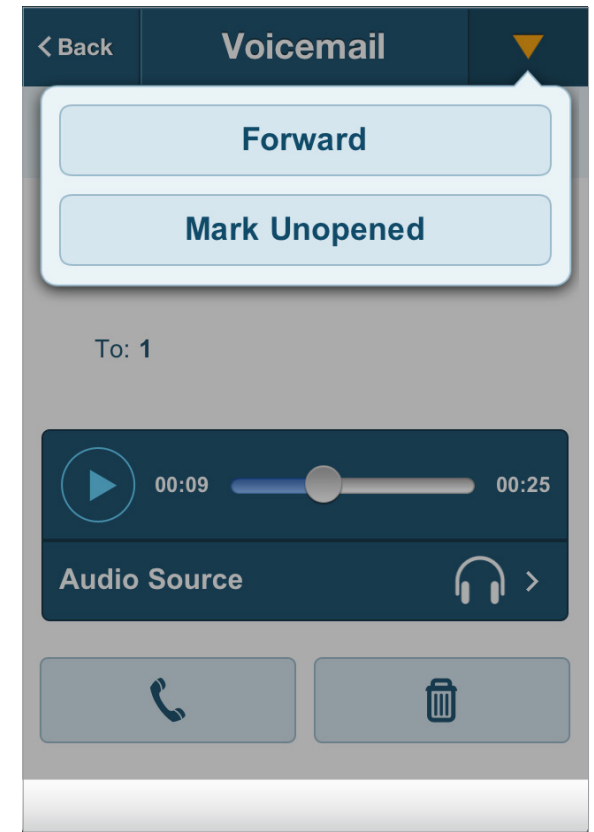 Back
Voicemail
Forward
Mark Unopened
To: 1
00:09
00:25
Audio Source